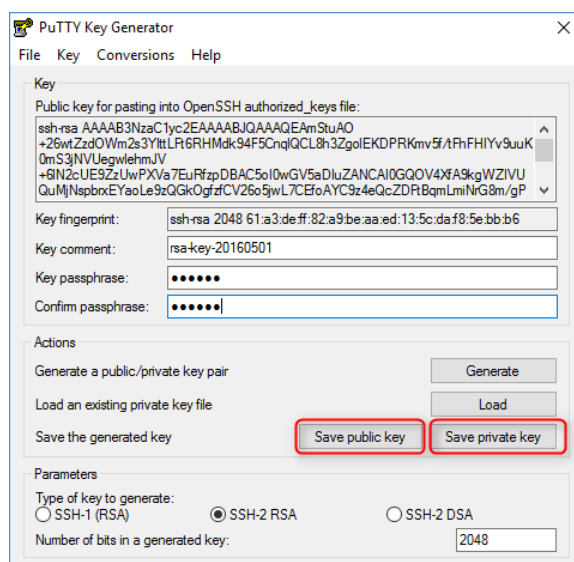 PuTTY Key Generator
File Key Conversions Help
Key
Public key for pasting into OpenSSH authorized_keys file:
ssh-rsa AAAAB3NzaC1yc2EAAAABJQAAAQEAmStuAO
+26wtZzdOWm2s3YlttLFt6RHMdk94F5CnqlQCL8h3ZgolEKDPRKmv5f/tFhFHIYv9uuK
0mS3jNVUegwlehmJV
+6lN2cUE9ZzUwPXVa7EuRfzpDBAC5oI0wGV5aDluZANCAI0GQOV4XfA9kgWZIVU
QuMjNspbrxEYaoLe9zQGkOgfzfCV26o5jwL7CEfoAYC9z4eQcZDFtBqmLmiNrG8m/gP
Key fingerprint: ssh-rsa 2048 61:a3:de:ff:82:a9:be:aa:ed:13:5c:da:f8:5e:bb:b6
Key comment: rsa-key-20160501
Key passphrase: ●●●●●●
Confirm passphrase: ●●●●●●
Actions
Generate a public/private key pair Generate
Load an existing private key file Load
Save the generated key Save public key Save private key
Parameters
Type of key to generate:
SSH-1 (RSA) SSH-2 RSA SSH-2 DSA
Number of bits in a generated key: 2048